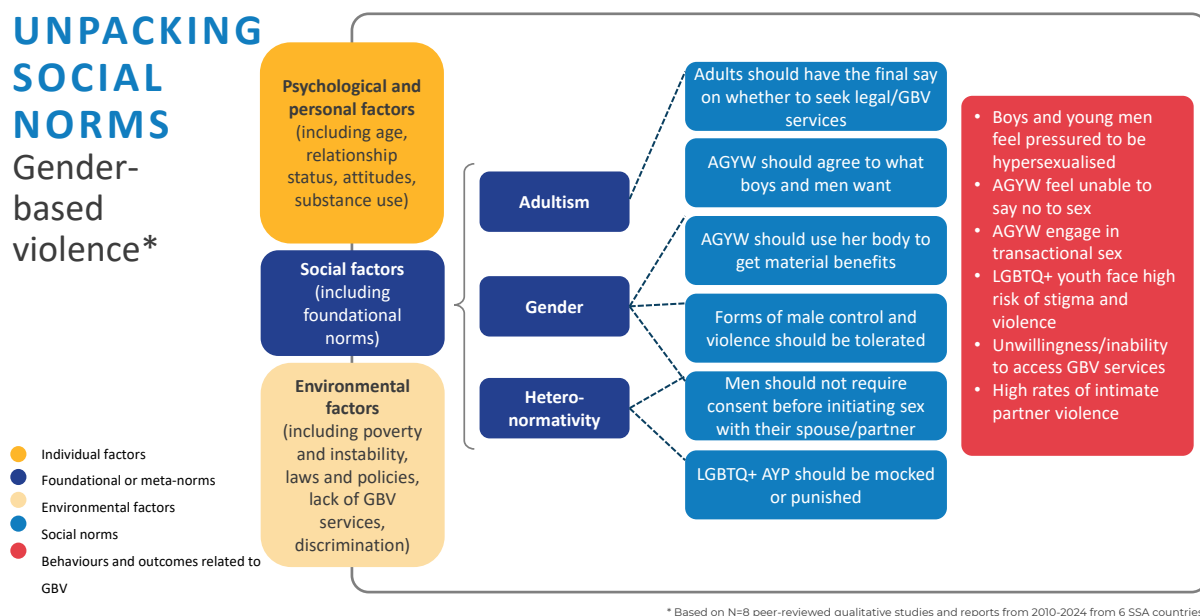 UNPACKING
SOCIAL
NORMS
Gender-
based
violence*
Individual factors
Foundational or meta-norms
Environmental factors
Social norms
Behaviours and outcomes related to
GBV
Psychological and
personal factors
(including age,
relationship
status, attitudes,
substance use)
Social factors
(including
foundational
norms)
Environmental
factors
(including poverty
and instability,
laws and policies,
lack of GBV
services,
discrimination)
Adultism
Gender
Hetero-
normativity
Adults should have the final say
on whether to seek legal/GBV
services
AGYW should agree to what
boys and men want
AGYW should use her body to
get material benefits
Forms of male control and
violence should be tolerated
Men should not require
consent before initiating sex
with their spouse/partner
LGBTQ+ AYP should be mocked
or punished
• Boys and young men
feel pressured to be
hypersexualised
• AGYW feel unable to
say no to sex
• AGYW engage in
transactional sex
• LGBTQ+ youth face high
risk of stigma and
violence
• Unwillingness/inability
to access GBV services
• High rates of intimate
partner violence
* Based on N=8 peer-reviewed qualitative studies and reports from 2010-2024 from 6 SSA countries